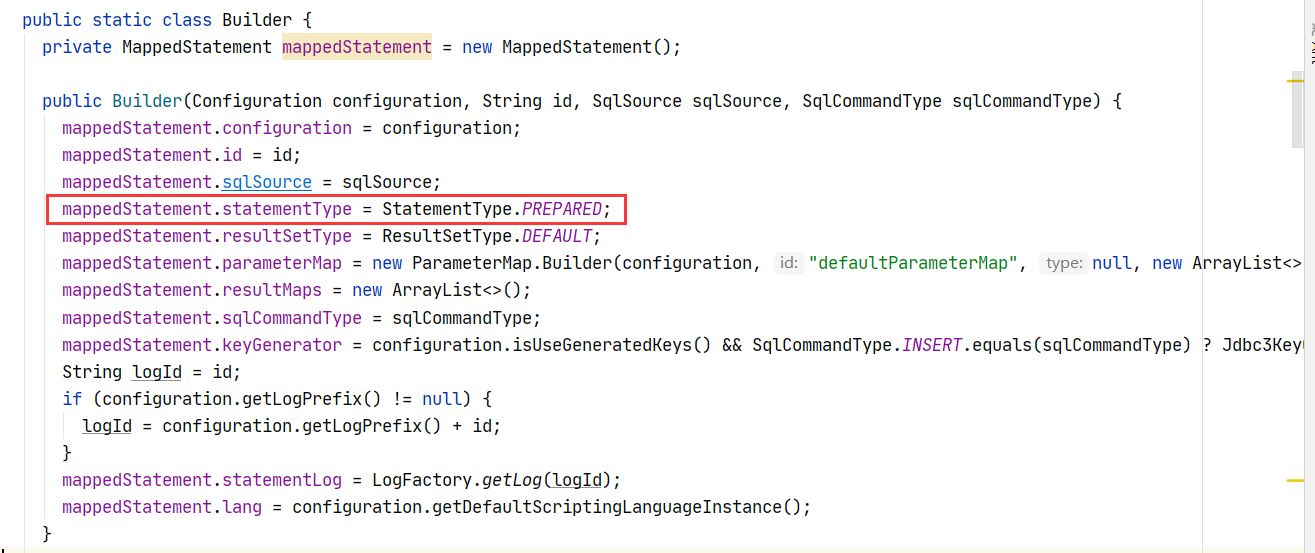 public static class Builder {
private MappedStatement mappedStatement = new MappedStatement();
public Builder(Configuration configuration, String id, SqlSource sqlSource, SqlCommandType sqlCommandType) {
mappedStatement.configuration = configuration;
mappedStatement.id = id;
mappedStatement.sqlSource = sqlSource;
mappedStatement.statementType = StatementType.PREPARED;
mappedStatement.resultSetType = ResultSetType.DEFAULT;
mappedStatement.parameterMap = new ParameterMap.Builder(configuration, id: "defaultParameterMap", type: null, new ArrayList<>
mappedStatement.resultMaps = new ArrayList<>();
mappedStatement.sqlCommandType = sqlCommandType;
mappedStatement.keyGenerator = configuration.isUseGeneratedKeys() && SqlCommandType.INSERT.equals(sqlCommandType) ? Jdbc3Key
String logId = id;
if (configuration.getLogPrefix() != null) {
logId = configuration.getLogPrefix() + id;
}
mappedStatement.statementLog = LogFactory.getLog(logId);
mappedStatement.lang = configuration.getDefaultScriptingLanguageInstance();
}